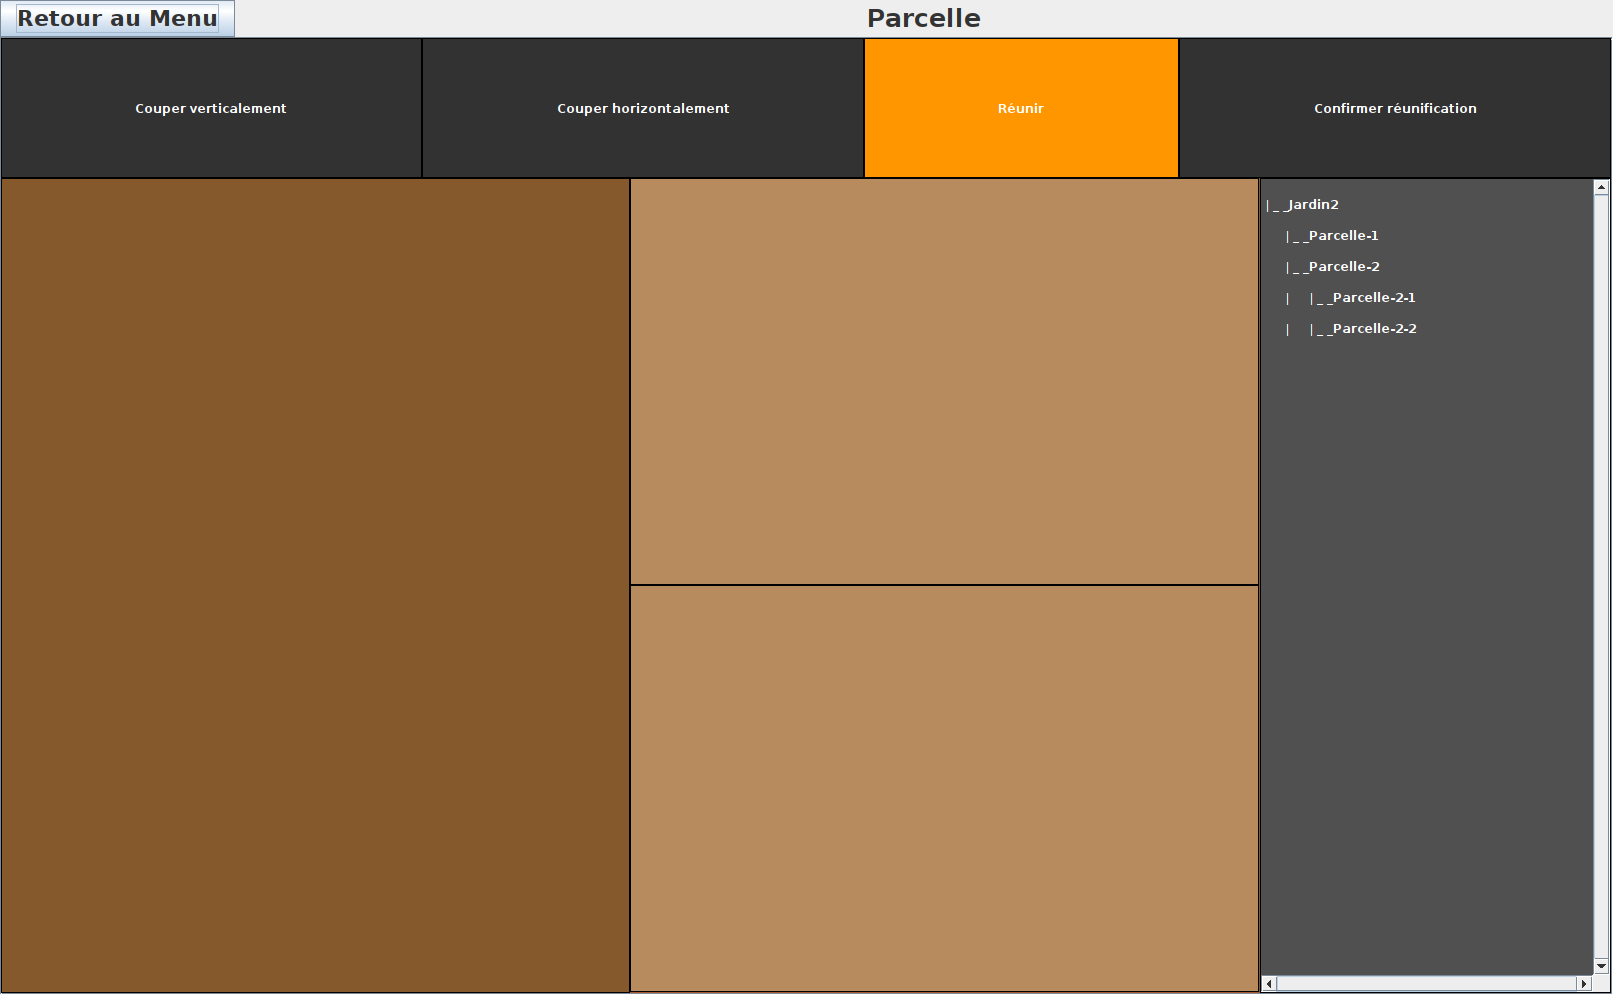 Retour au Menu
Parcelle
Couper verticalement
Couper horizontalement
Réunir
Confirmer réunification
|_ _Jardin2
|_ _Parcelle-1
|_ _Parcelle-2
| |_ _Parcelle-2-1
| |_ _Parcelle-2-2